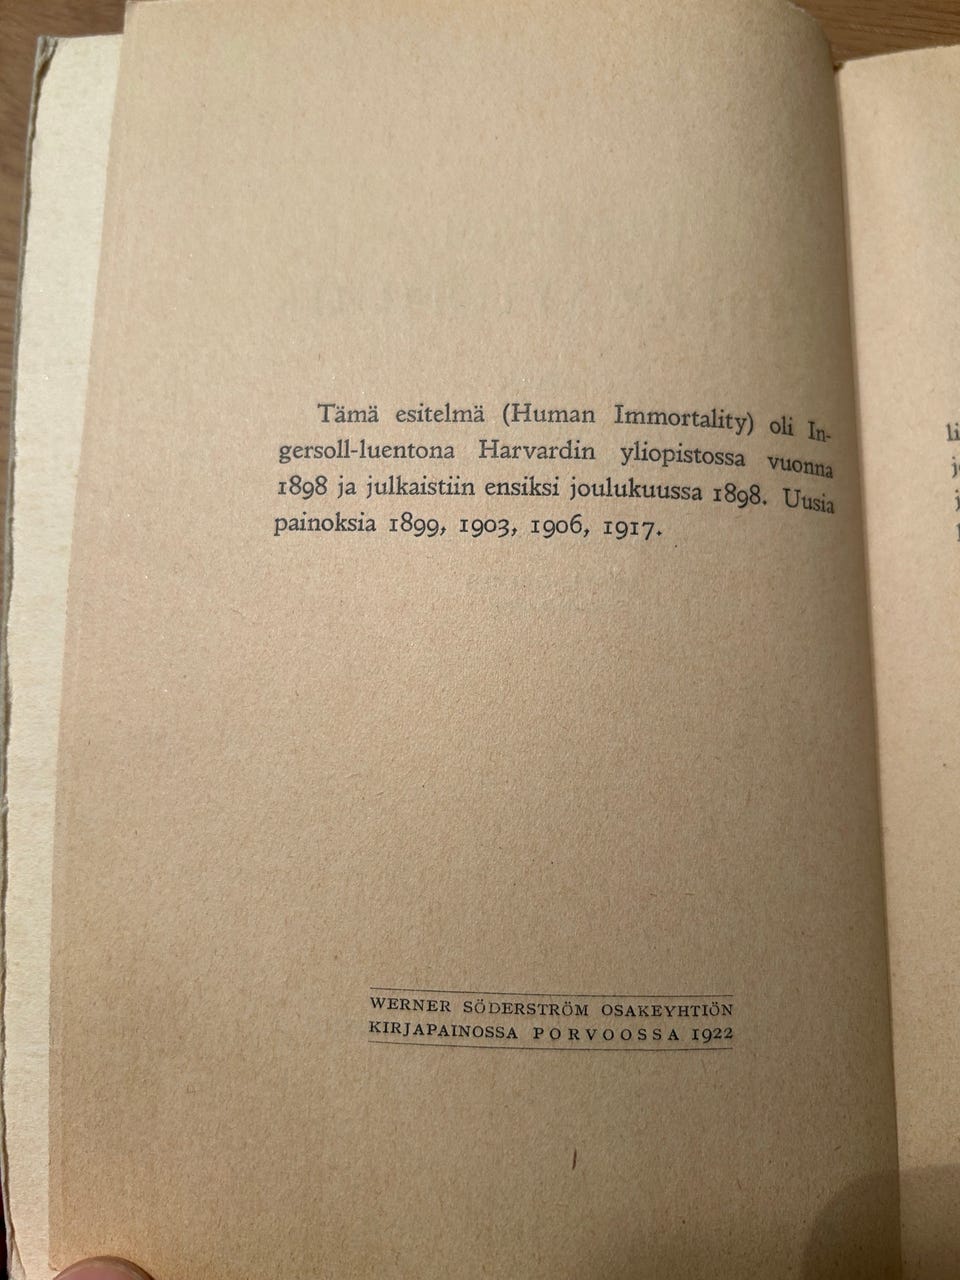 Tämä esitelmä (Human Immortality) oli In-
gersoll-luentona Harvardin yliopistossa vuonna
1898 ja julkaistiin ensiksi joulukuussa 1898. Uusia
painoksia 1899, 1903, 1906, 1917.
WERNER SÖDERSTRÖM OSAKEYHTIÖN
KIRJAPAINOSSA PORVOOSSA 1922